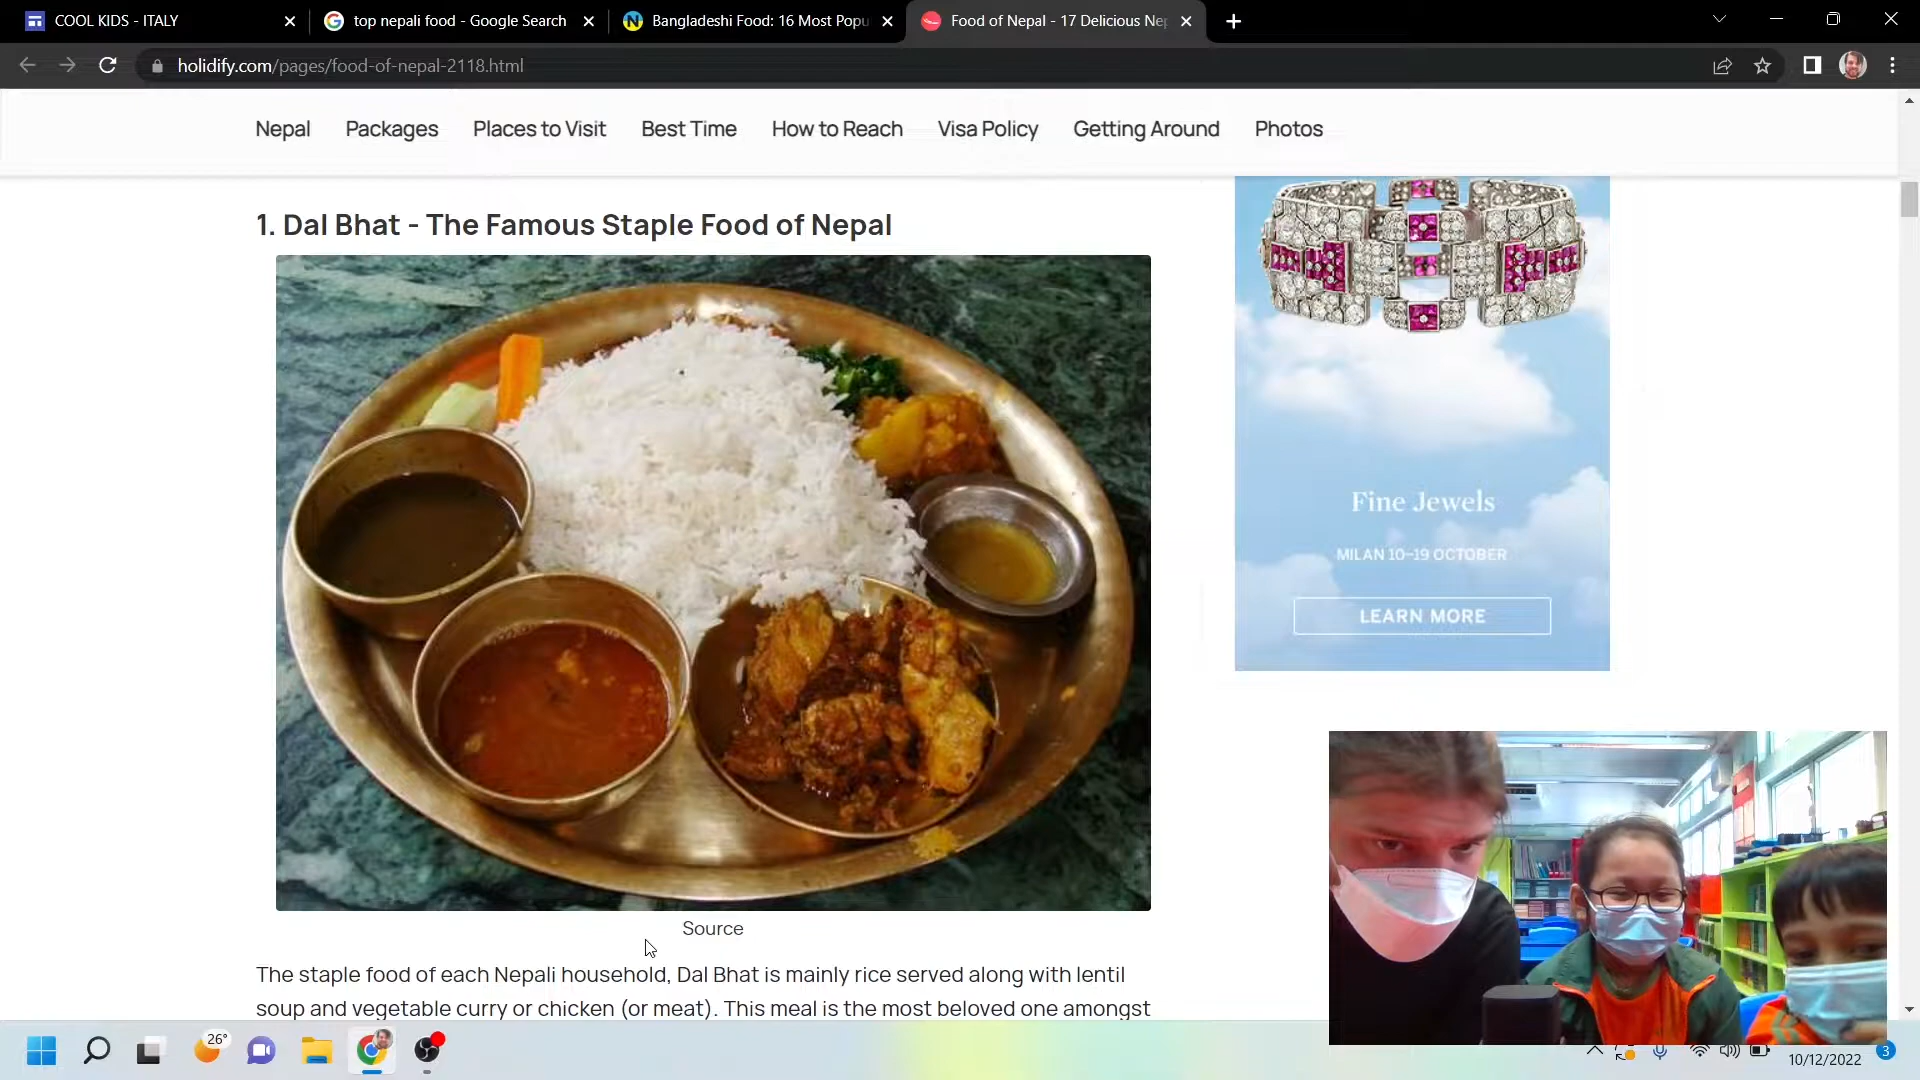 COOL KIDS - ITALY
top nepali food - Google Search
Bangladeshi Food: 16 Most Popu
Food of Nepal - 17 Delicious Nep
holidify.com/pages/food-of-nepal-2118.html
Nepal Packages Places to Visit Best Time How to Reach Visa Policy Getting Around Photos
1. Dal Bhat - The Famous Staple Food of Nepal
Fine Jewels
MILAN 10–19 OCTOBER
LEARN MORE
Source
The staple food of each Nepali household, Dal Bhat is mainly rice served along with lentil
soup and vegetable curry or chicken (or meat). This meal is the most beloved one amongst
26°
10/12/2022
3